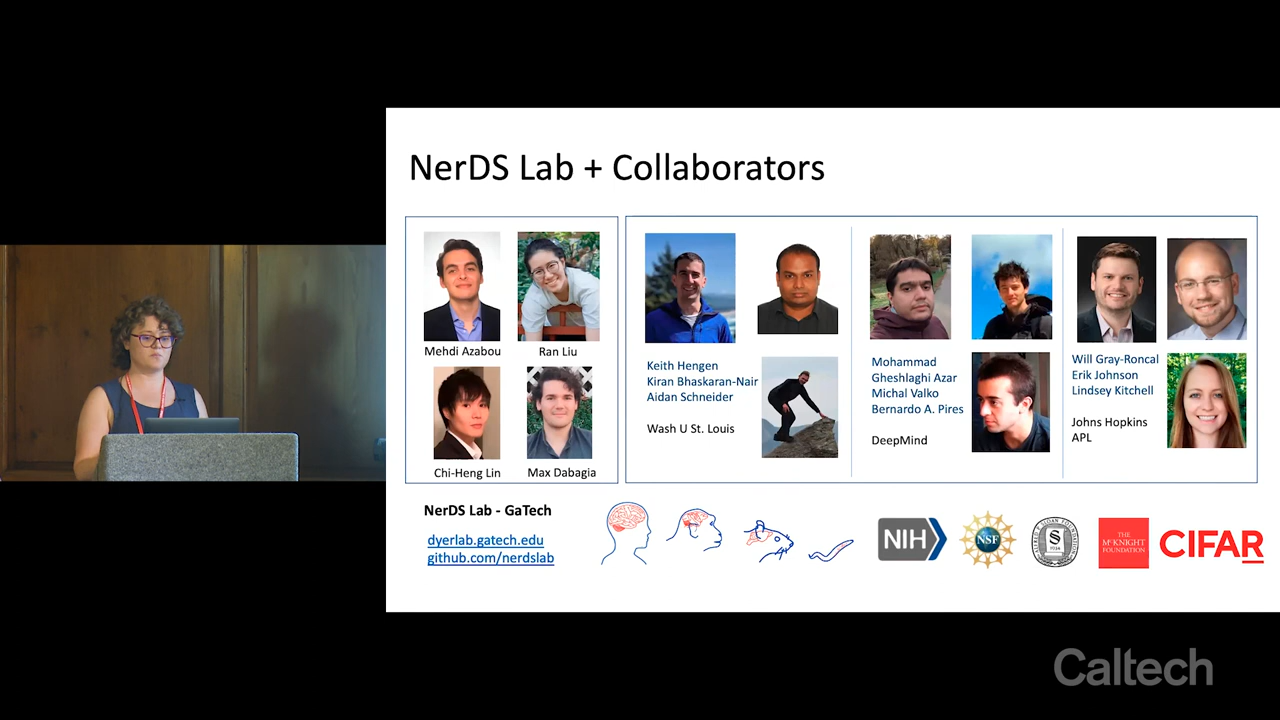 NerDS Lab + Collaborators
Mehdi Azabou
Ran Liu
Chi-Heng Lin
Max Dabagia
Keith Hengen
Kiran Bhaskaran-Nair
Aidan Schneider
Wash U St. Louis
Mohammad
Gheshlaghi Azar
Michal Valko
Bernardo A. Pires
DeepMind
Will Gray-Roncal
Erik Johnson
Lindsey Kitchell
Johns Hopkins
APL
NerDS Lab - GaTech
dyerlab.gatech.edu
github.com/nerdslab
NIH
NSF
THE
MCKNIGHT
FOUNDATION
CIFAR
Caltech